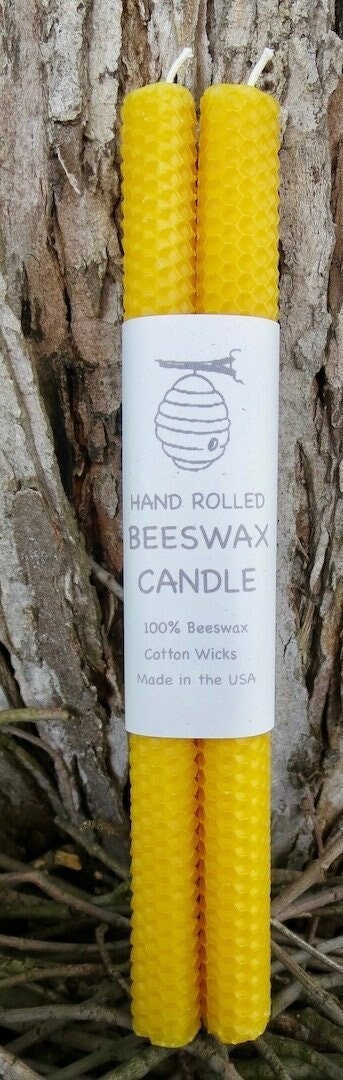 HAND ROLLED
BEESWAX
CANDLE
100% Beeswax
Cotton Wicks
Made in the USA